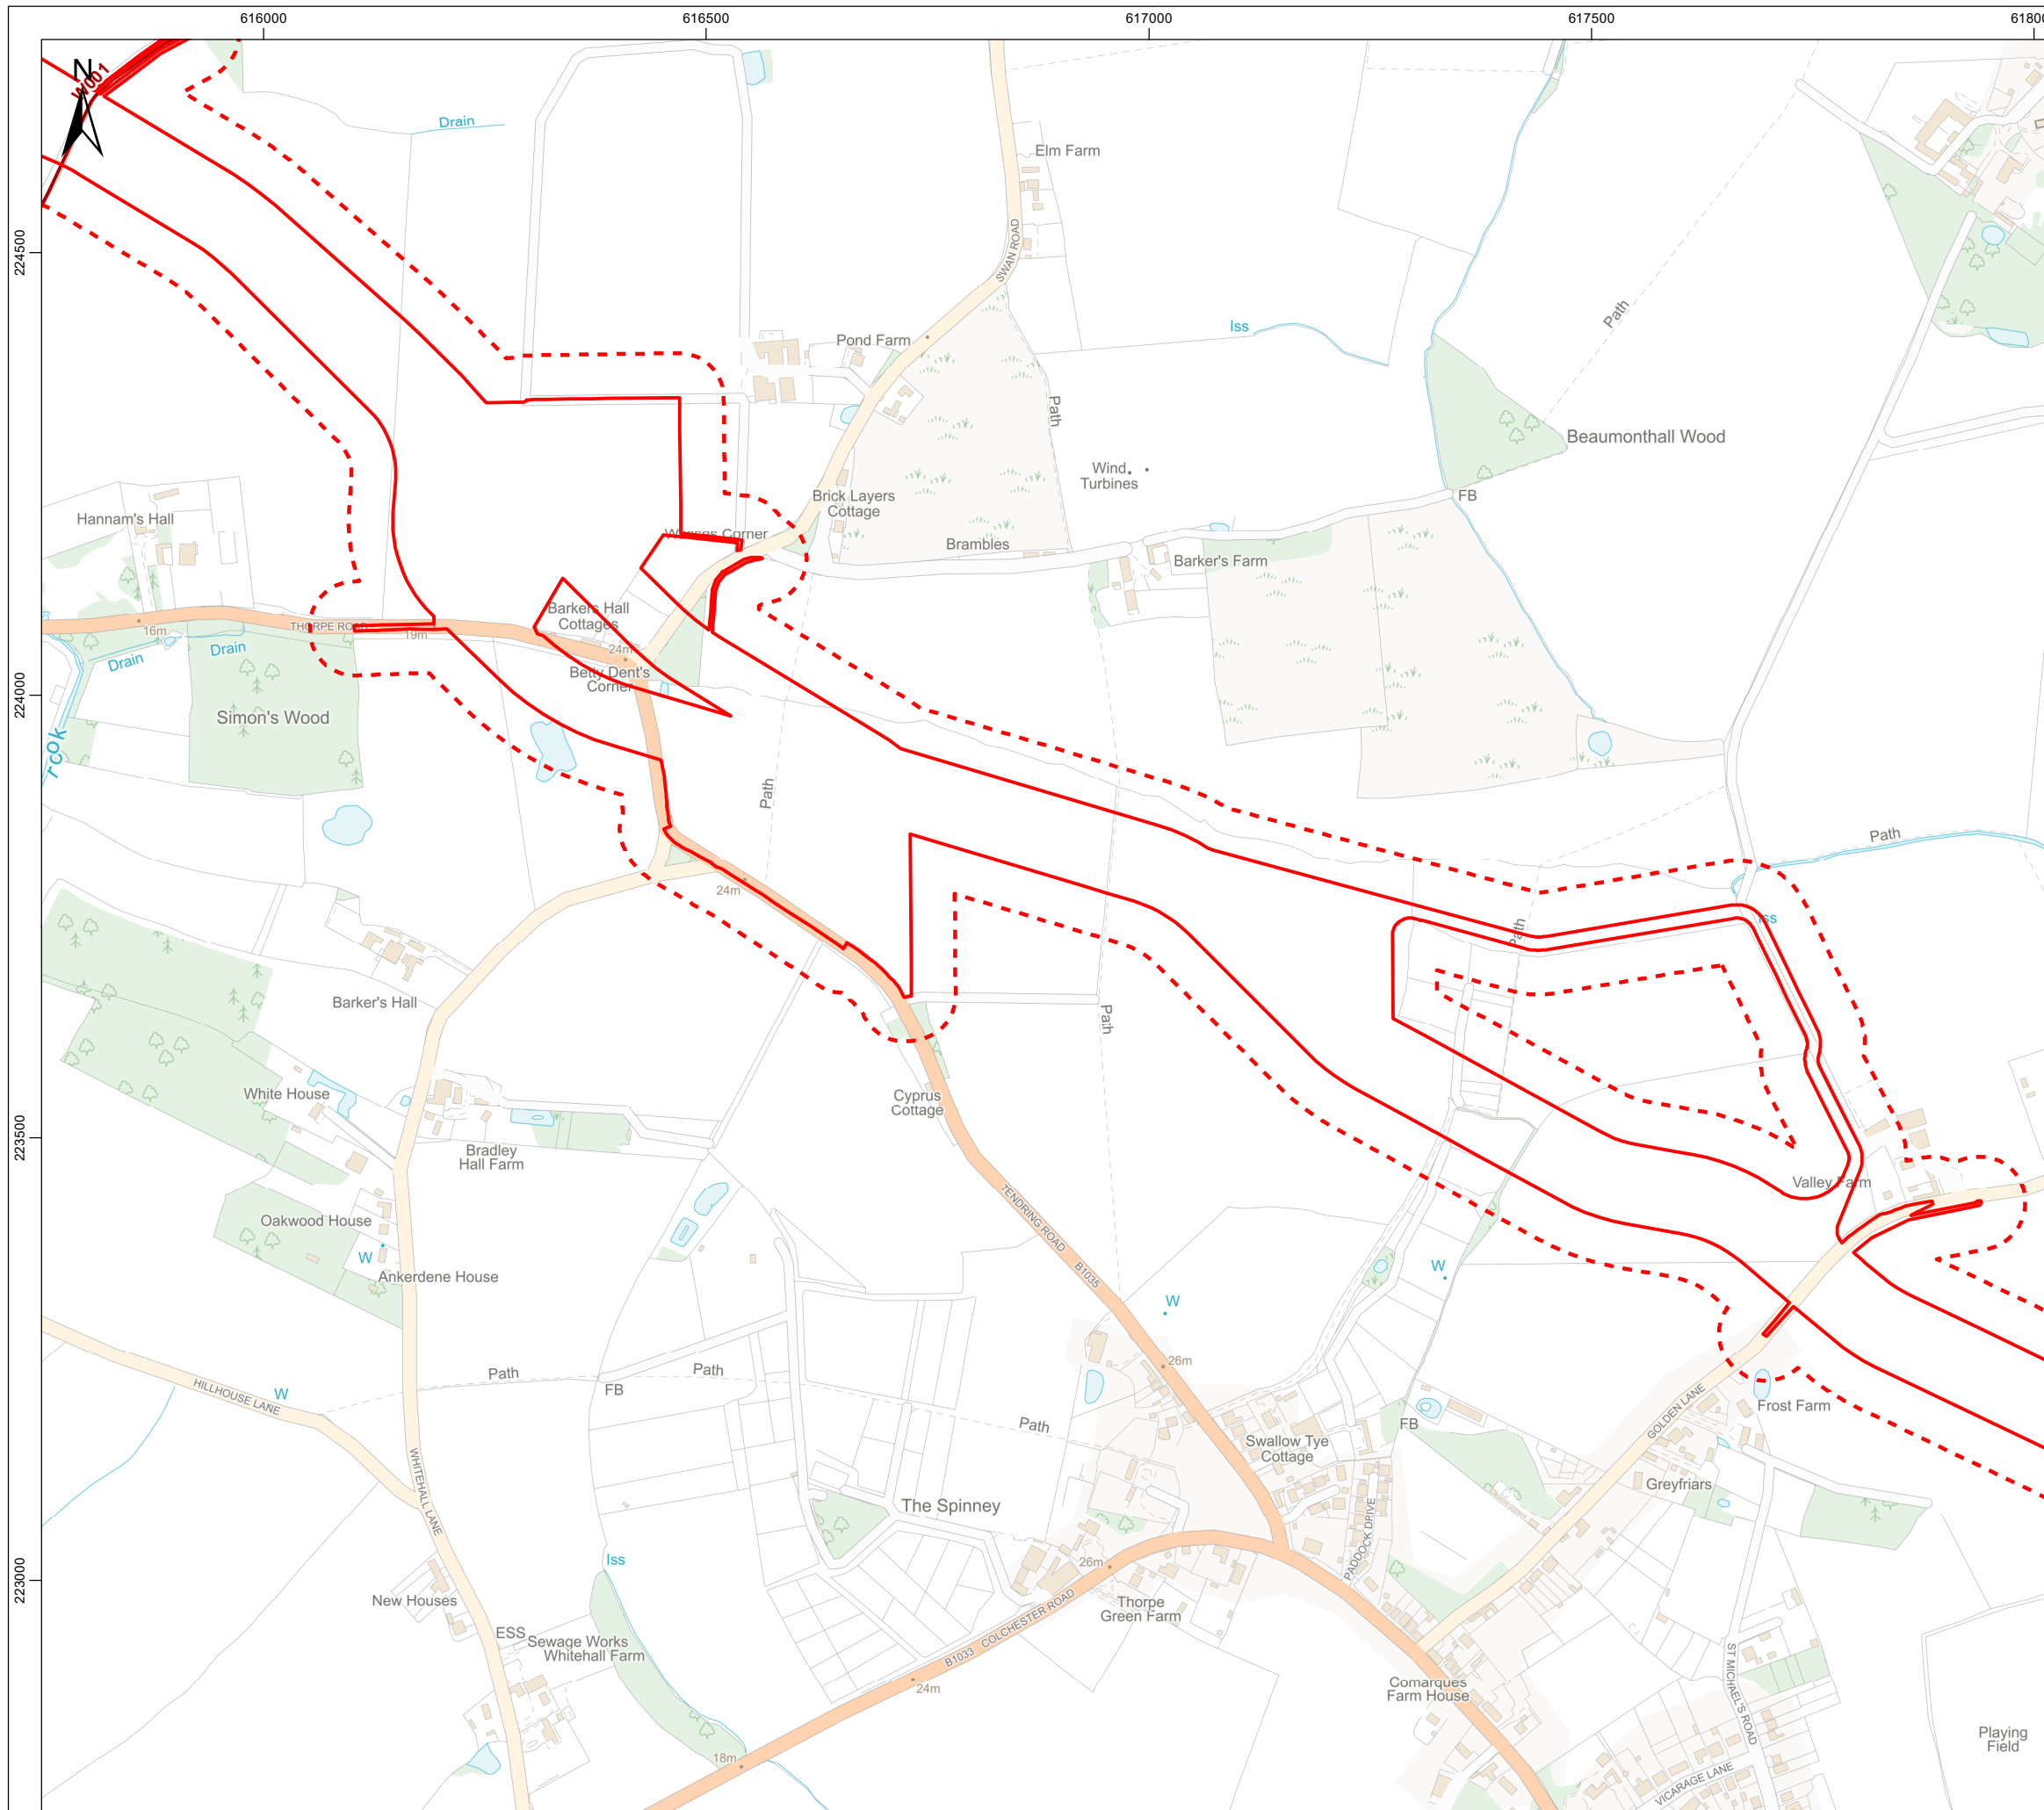 616000
616500
617000
617500
224500
224000
223500
223000
N
W001
Drain
Elm Farm
SWAN ROAD
Pond Farm
Iss
Path
Path
Beaumonthall Wood
Wind
Turbines
FB
Brick Layers
Cottage
Brambles
Barker's Farm
Hannam's Hall
Barkers Hall
Cottages
THORPE ROAD
16m
19m
24m
Drain
Drain
Betty Dent's
Corner
Simon's Wood
Path
Path
24m
Path
Iss
Barker's Hall
Path
White House
Cyprus
Cottage
Bradley
Hall Farm
Valley Farm
Oakwood House
W
Ankerdene House
TENDRING ROAD
B1035
W
W
26m
Path
Path
FB
HILLHOUSE LANE
W
Path
FB
Frost Farm
GOLDEN LANE
Swallow Tye
Cottage
Greyfriars
WHITEHALL LANE
The Spinney
PADDOCK DRIVE
Iss
26m
New Houses
Thorpe
Green Farm
ESS
Sewage Works
Whitehall Farm
B1033 COLCHESTER ROAD
24m
Comarques
Farm House
ST MICHAEL'S ROAD
Playing
Field
18m
VICARAGE LANE